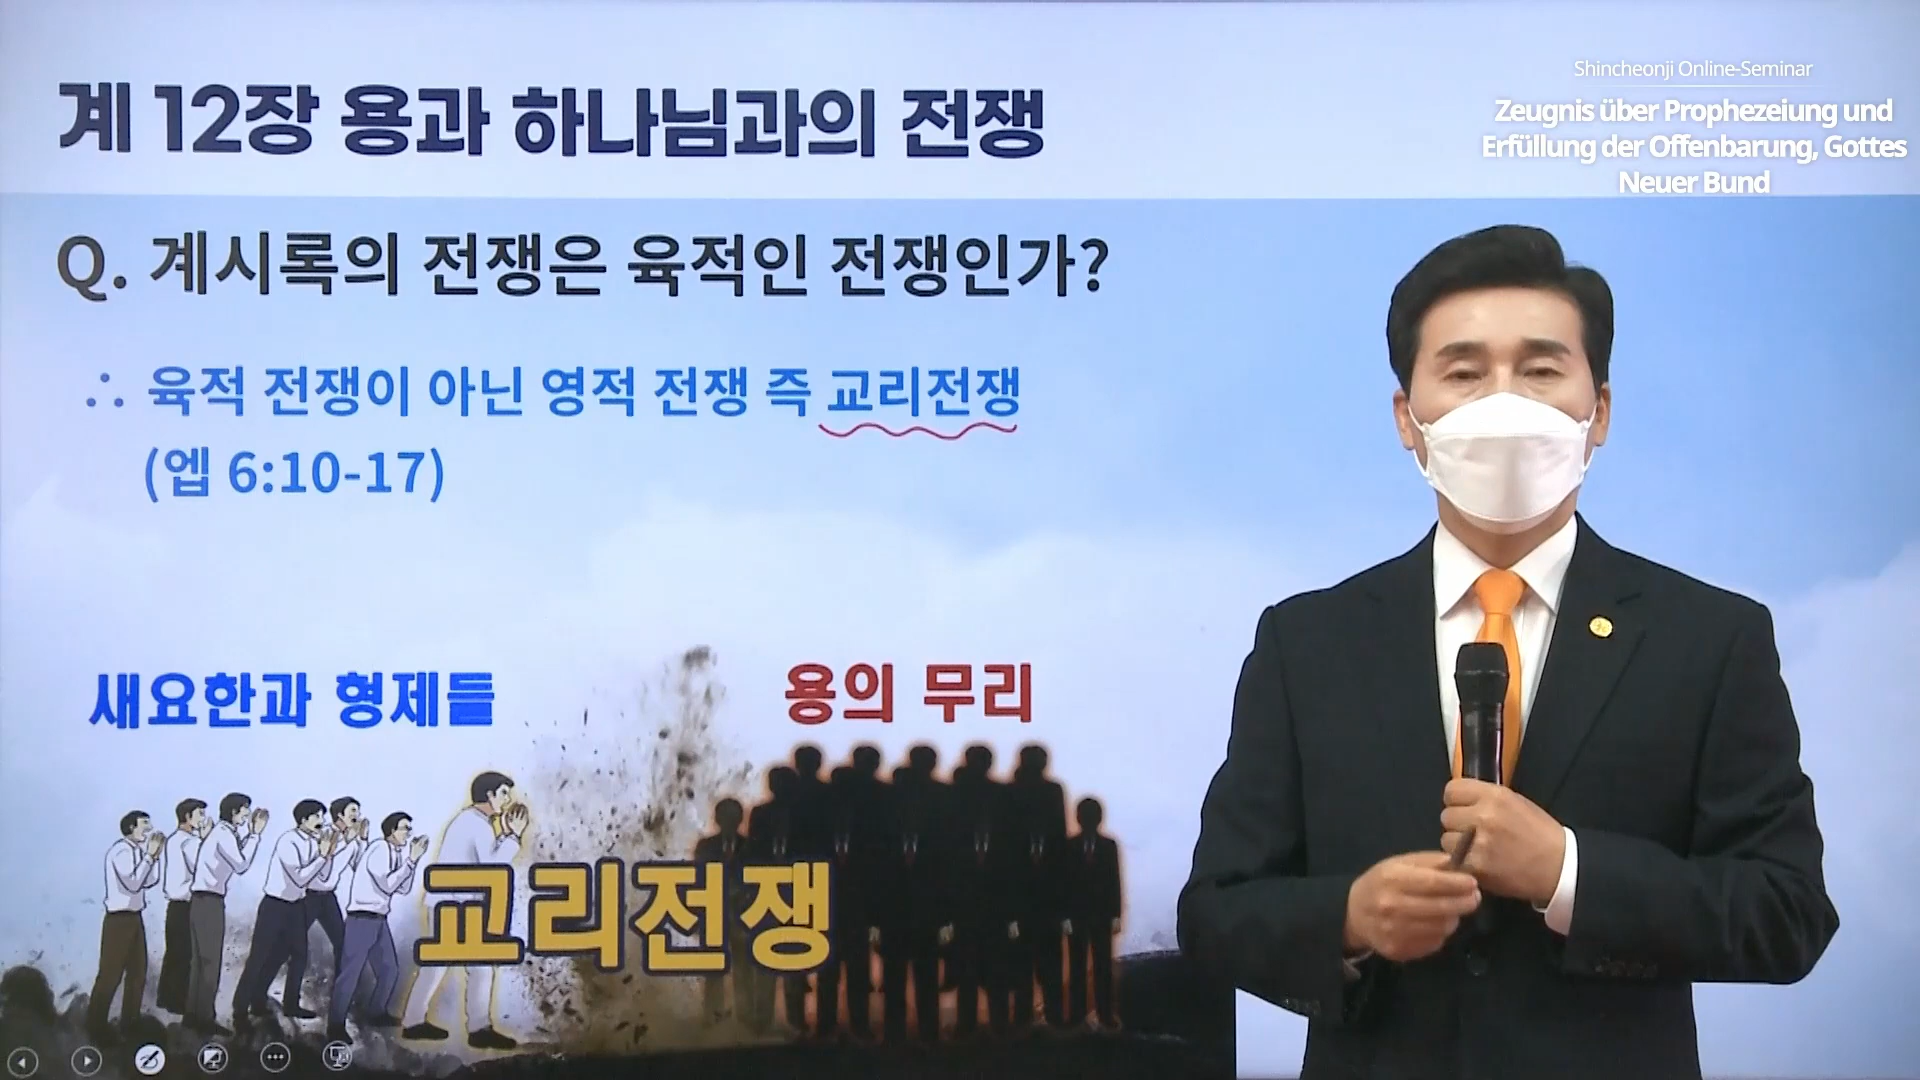 계 12장 용과 하나님과의 전쟁
Shincheonji Online-Seminar
Zeugnis über Prophezeiung und
Erfüllung der Offenbarung, Gottes
Neuer Bund
Q. 계시록의 전쟁은 육적인 전쟁인가?
∴ 육적 전쟁이 아닌 영적 전쟁 즉 교리전쟁
(엡 6:10-17)
새요한과 형제들
용의 무리
교리전쟁